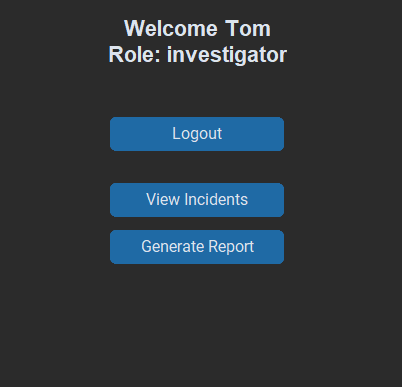 Welcome Tom
Role: investigator
Logout
View Incidents
Generate Report